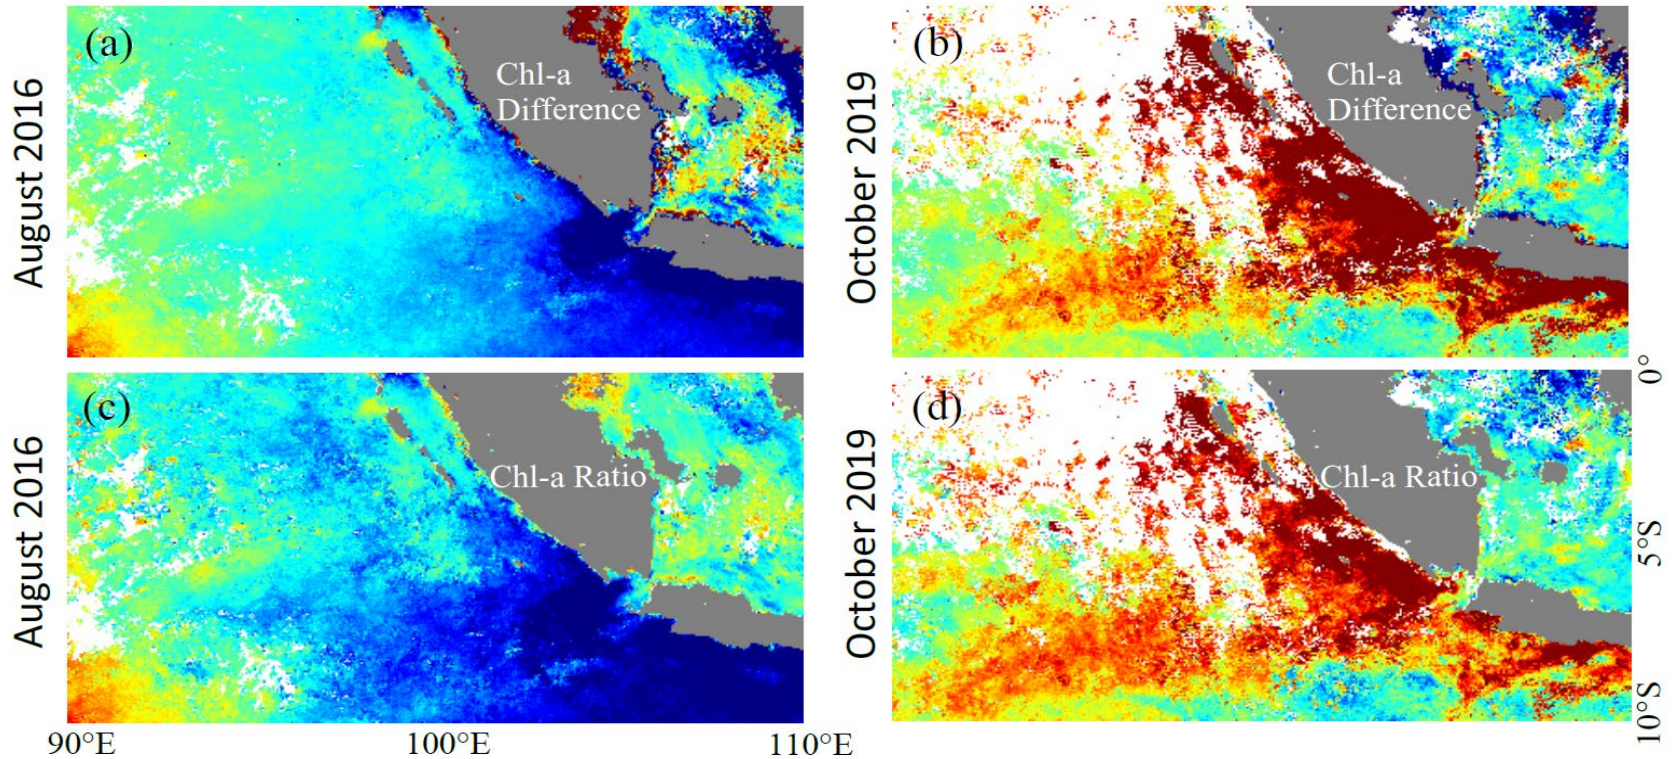 (a)
Chl-a
Difference
August 2016
(b)
Chl-a
Difference
October 2019
(c)
Chl-a Ratio
August 2016
(d)
Chl-a Ratio
October 2019
0°
5°S
10°S
90°E
100°E
110°E